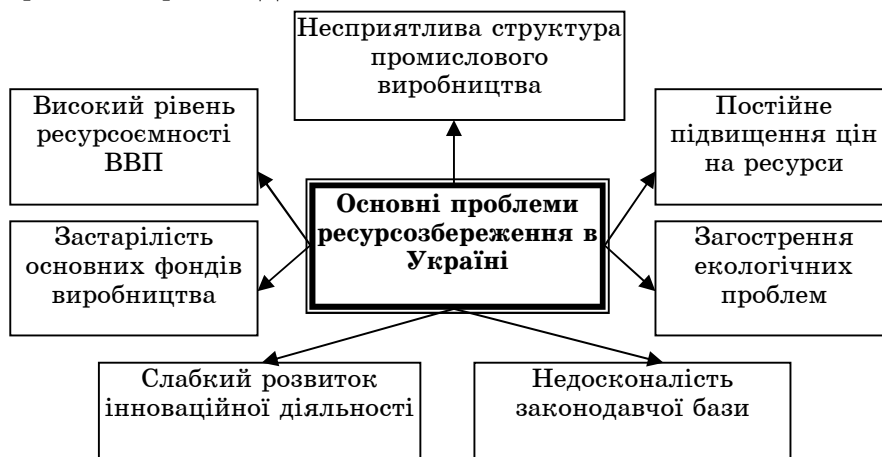 Несприятлива структура
промислового
виробництва
Високий рівень
ресурсоємності
ВВП
Постійне
підвищення цін
на ресурси
Основні проблеми
ресурсозбереження в
Україні
Застарілість
основних фондів
виробництва
Загострення
екологічних
проблем
Слабкий розвиток
інноваційної діяльності
Недосконалість
законодавчої бази